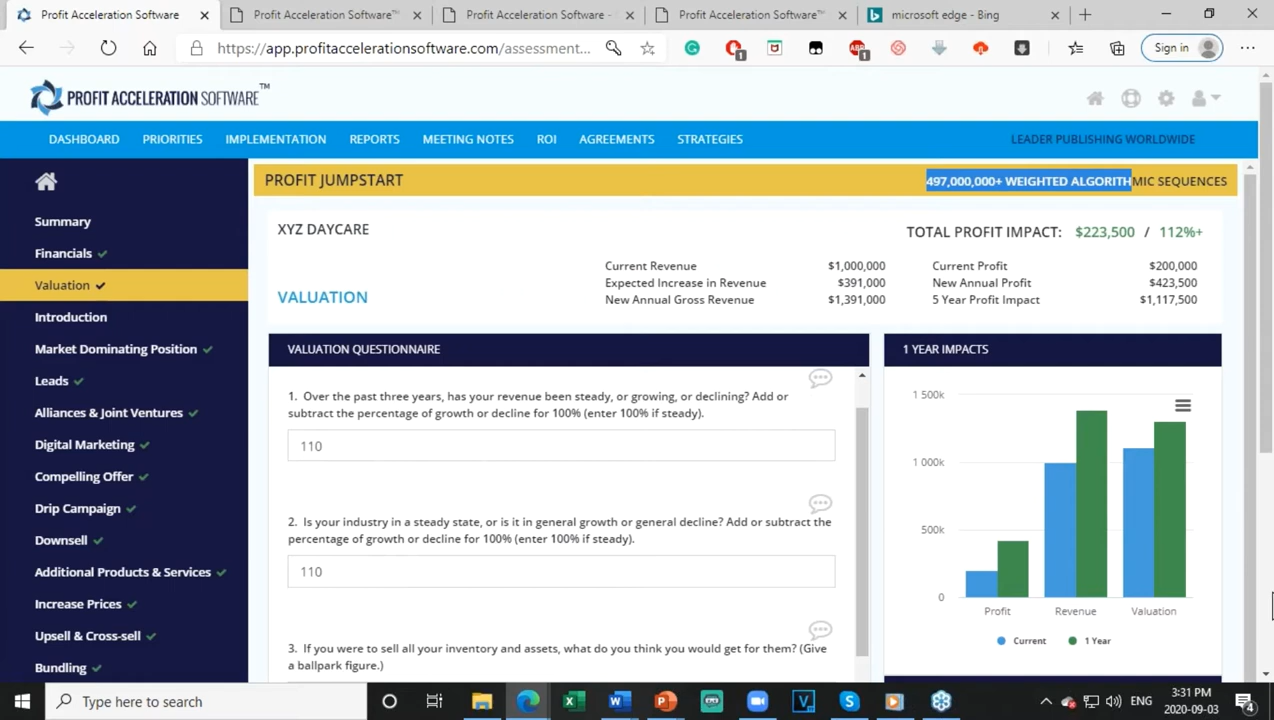 Profit Acceleration Software
Profit Acceleration Software™
Profit Acceleration Software -
Profit Acceleration Software™
microsoft edge - Bing
https://app.profitaccelerationsoftware.com/assessment...
ABP
1
1
Sign in
PROFIT ACCELERATION SOFTWARE™
DASHBOARD PRIORITIES IMPLEMENTATION REPORTS MEETING NOTES ROI AGREEMENTS STRATEGIES LEADER PUBLISHING WORLDWIDE
Summary
Financials
Valuation
Introduction
Market Dominating Position
Leads
Alliances & Joint Ventures
Digital Marketing
Compelling Offer
Drip Campaign
Downsell
Additional Products & Services
Increase Prices
Upsell & Cross-sell
Bundling
PROFIT JUMPSTART
497,000,000+ WEIGHTED ALGORITHMIC SEQUENCES
XYZ DAYCARE
TOTAL PROFIT IMPACT: $223,500 / 112%+
VALUATION
Current Revenue $1,000,000
Expected Increase in Revenue $391,000
New Annual Gross Revenue $1,391,000
Current Profit $200,000
New Annual Profit $423,500
5 Year Profit Impact $1,117,500
VALUATION QUESTIONNAIRE
1. Over the past three years, has your revenue been steady, or growing, or declining? Add or
subtract the percentage of growth or decline for 100% (enter 100% if steady).
110
2. Is your industry in a steady state, or is it in general growth or general decline? Add or subtract the
percentage of growth or decline for 100% (enter 100% if steady).
110
3. If you were to sell all your inventory and assets, what do you think you would get for them? (Give
a ballpark figure.)
1 YEAR IMPACTS
1 500k
1 000k
500k
0
Profit Revenue Valuation
Current 1 Year
Type here to search
ENG
3:31 PM
2020-09-03
4